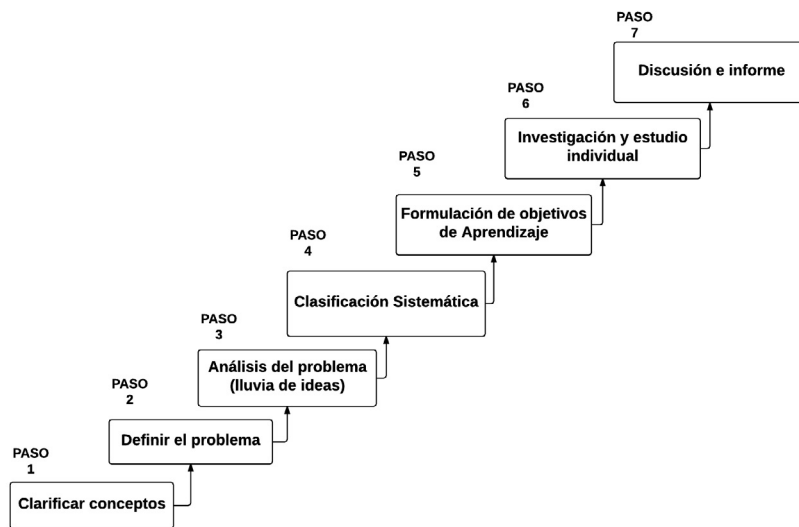 PASO
7
Discusión e informe
PASO
6
Investigación y estudio
individual
PASO
5
Formulación de objetivos
de Aprendizaje
PASO
4
Clasificación Sistemática
PASO
3
Análisis del problema
(lluvia de ideas)
PASO
2
Definir el problema
PASO
1
Clarificar conceptos